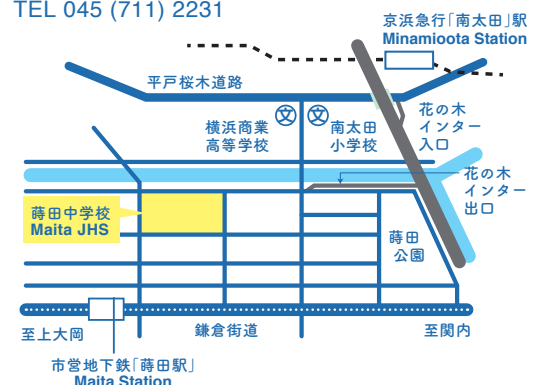 TEL 045 (711) 2231
京浜急行「南太田」駅
Minamioota Station
平戸桜木道路
横浜商業
高等学校
文
文
南太田
小学校
花の木
インター
入口
花の木
インター
出口
蒔田中学校
Maita JHS
蒔田
公園
至上大岡
鎌倉街道
至関内
市営地下鉄「蒔田駅」
Maita Station